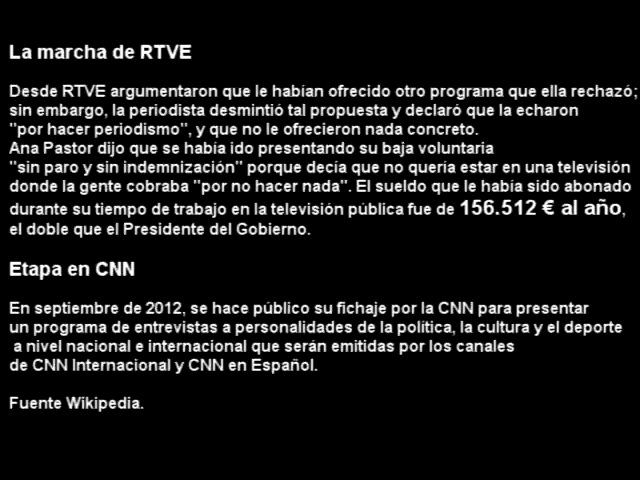 La marcha de RTVE
Desde RTVE argumentaron que le habían ofrecido otro programa que ella rechazó;
sin embargo, la periodista desmintió tal propuesta y declaró que la echaron
"por hacer periodismo", y que no le ofrecieron nada concreto.
Ana Pastor dijo que se había ido presentando su baja voluntaria
"sin paro y sin indemnización" porque decía que no quería estar en una televisión
donde la gente cobraba "por no hacer nada". El sueldo que le había sido abonado
durante su tiempo de trabajo en la televisión pública fue de 156.512 € al año,
el doble que el Presidente del Gobierno.
Etapa en CNN
En septiembre de 2012, se hace público su fichaje por la CNN para presentar
un programa de entrevistas a personalidades de la política, la cultura y el deporte
a nivel nacional e internacional que serán emitidas por los canales
de CNN Internacional y CNN en Español.
Fuente Wikipedia.